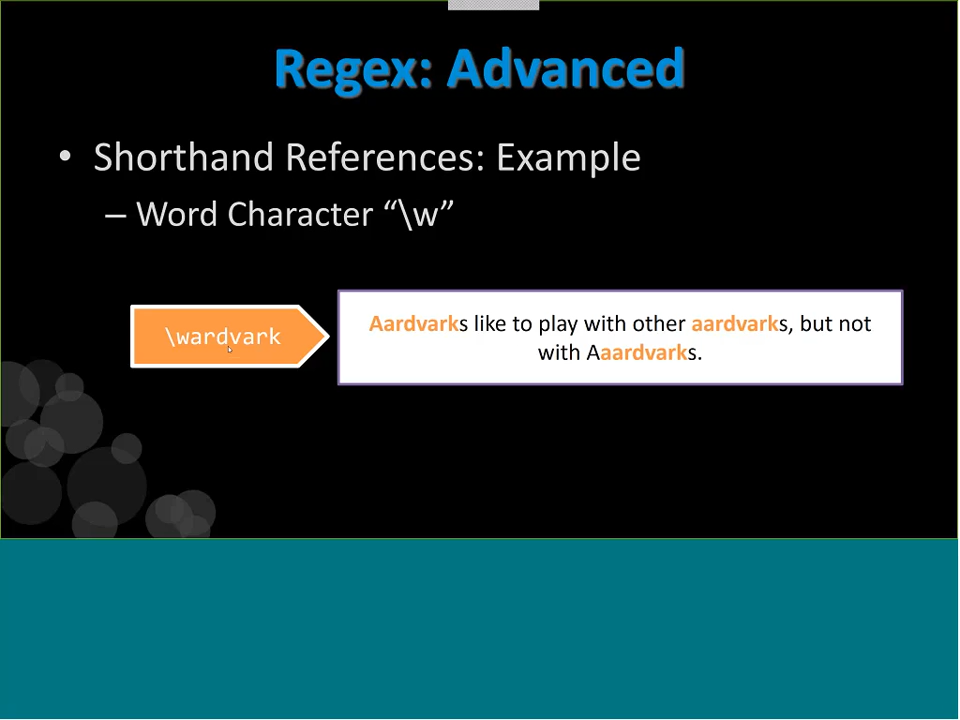 Regex: Advanced
• Shorthand References: Example
– Word Character “\w”
\wardvark
Aardvarks like to play with other aardvarks, but not
with Aaardvarks.